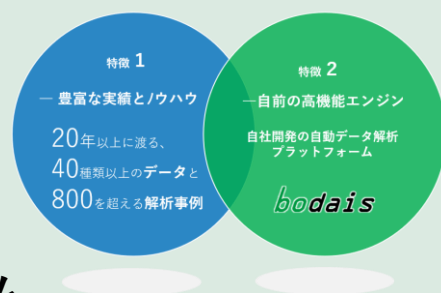 特徴 1
― 豊富な実績とノウハウ
20年以上に渡る、
40種類以上のデータと
800を超える解析事例
特徴 2
―自前の高機能エンジン
自社開発の自動データ解析
プラットフォーム
bodais